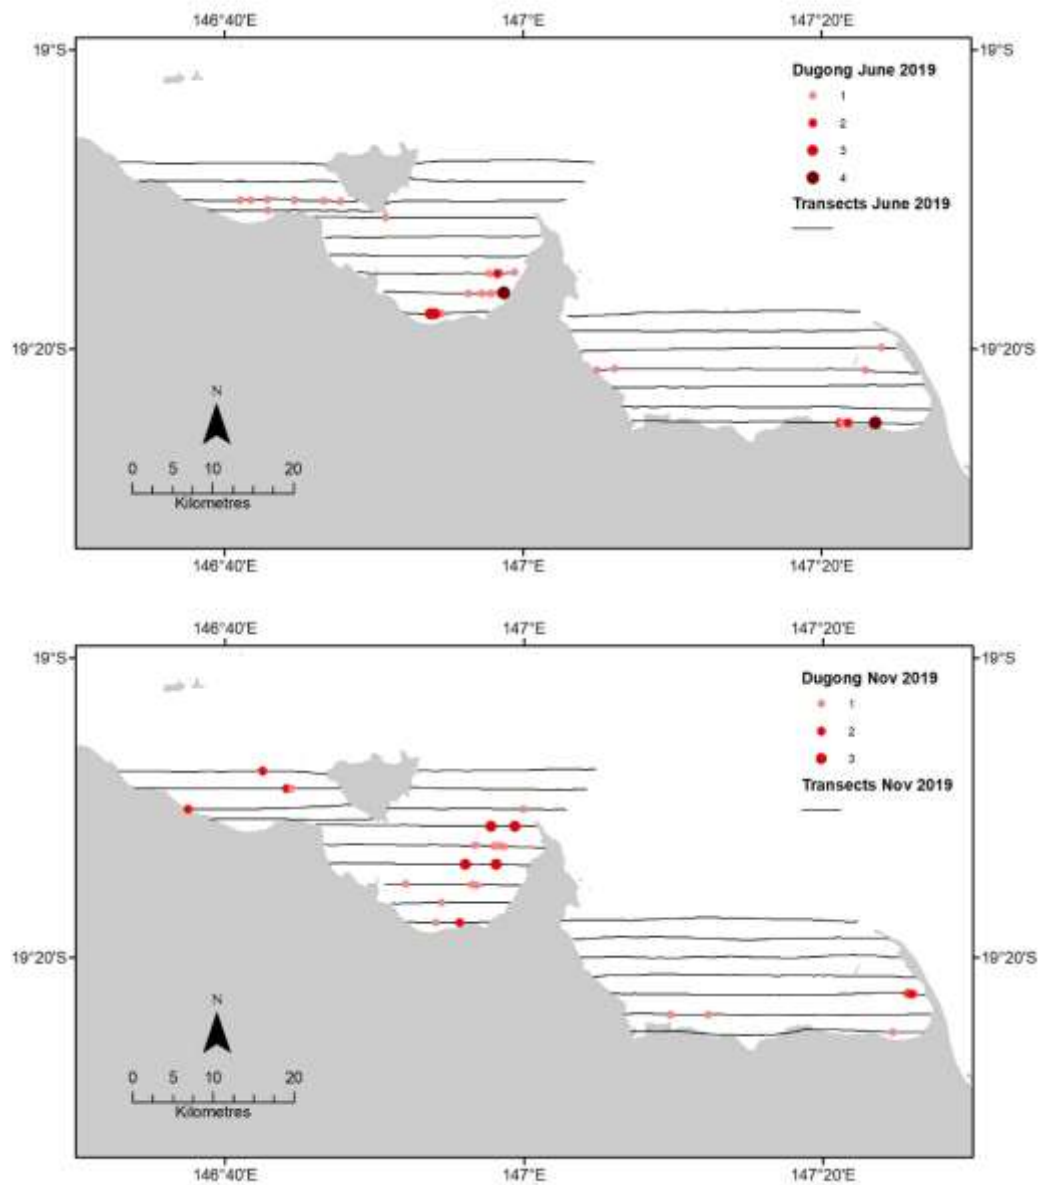 146°40'E 147°E 147°20'E
19°S 19°S
Dugong June 2019
1
2
3
4
Transects June 2019
19°20'S 19°20'S
N
0 5 10 20
Kilometres
146°40'E 147°E 147°20'E
146°40'E 147°E 147°20'E
19°S 19°S
Dugong Nov 2019
1
2
3
Transects Nov 2019
19°20'S 19°20'S
N
0 5 10 20
Kilometres
146°40'E 147°E 147°20'E